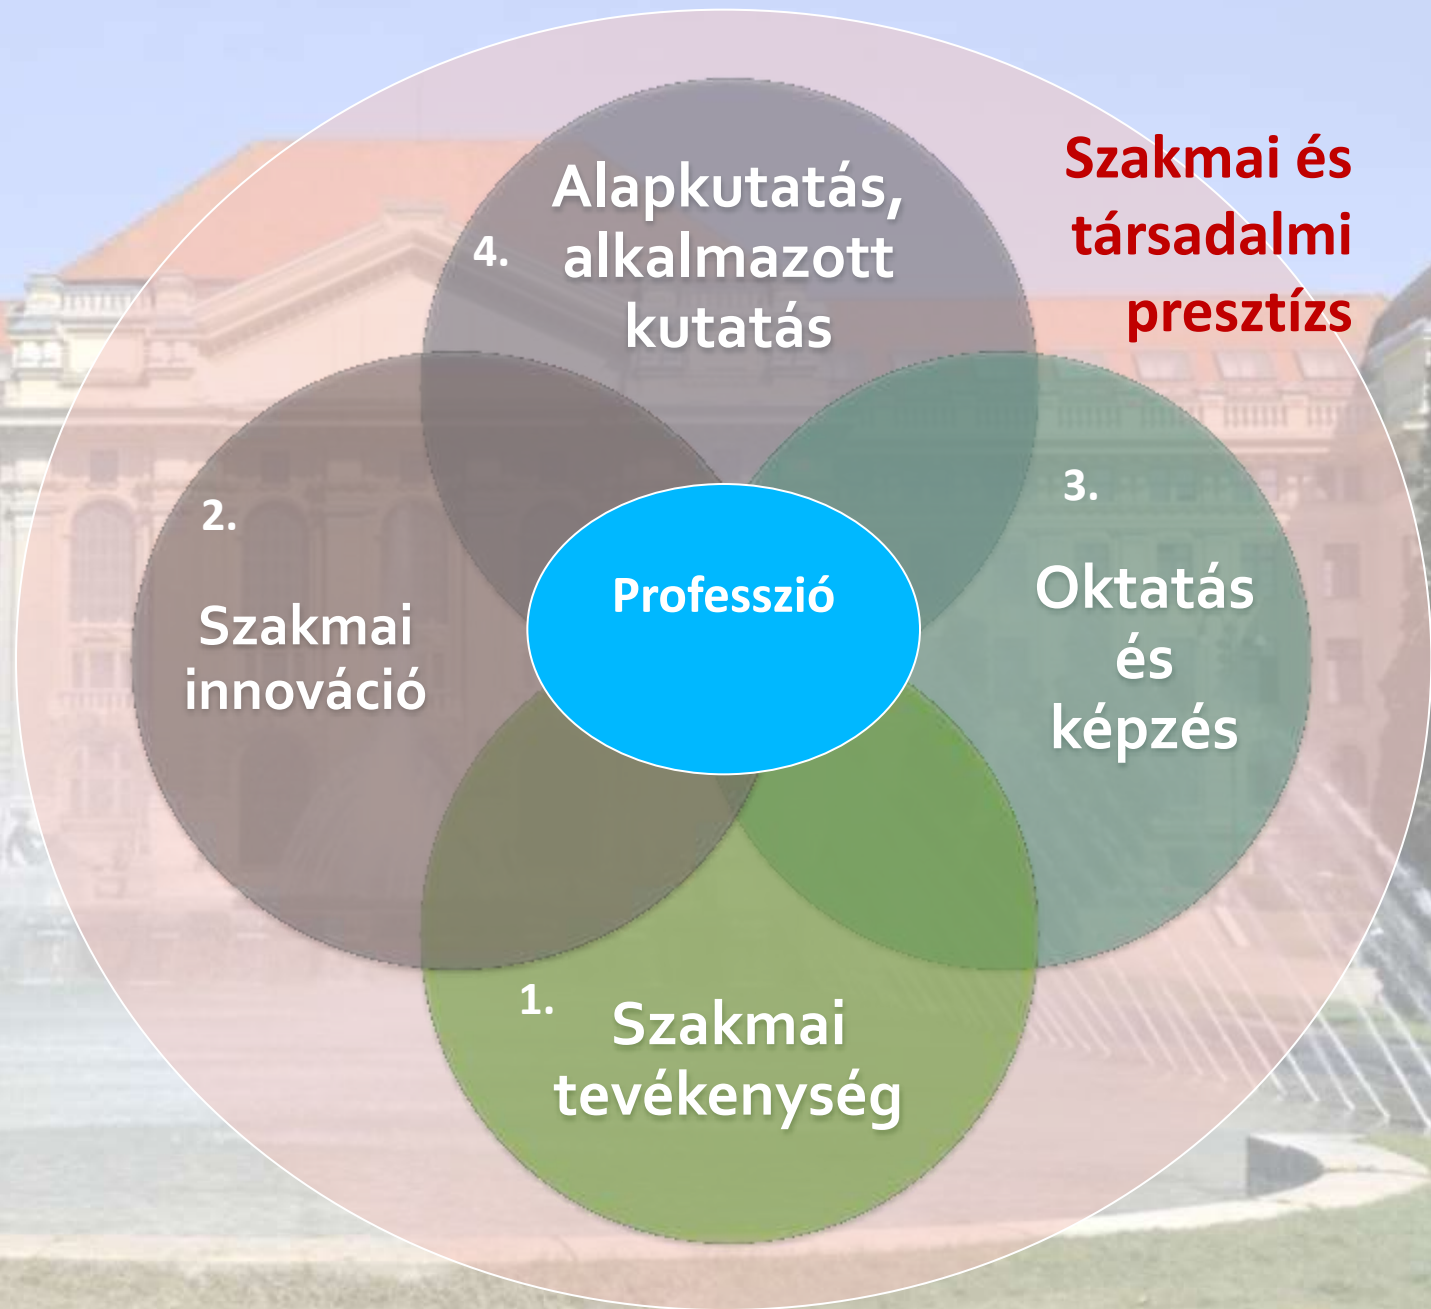 Szakmai és
társadalmi
presztízs
4.
Alapkutatás,
alkalmazott
kutatás
2.
Szakmai
innováció
Professzió
3.
Oktatás
és
képzés
1.
Szakmai
tevékenység